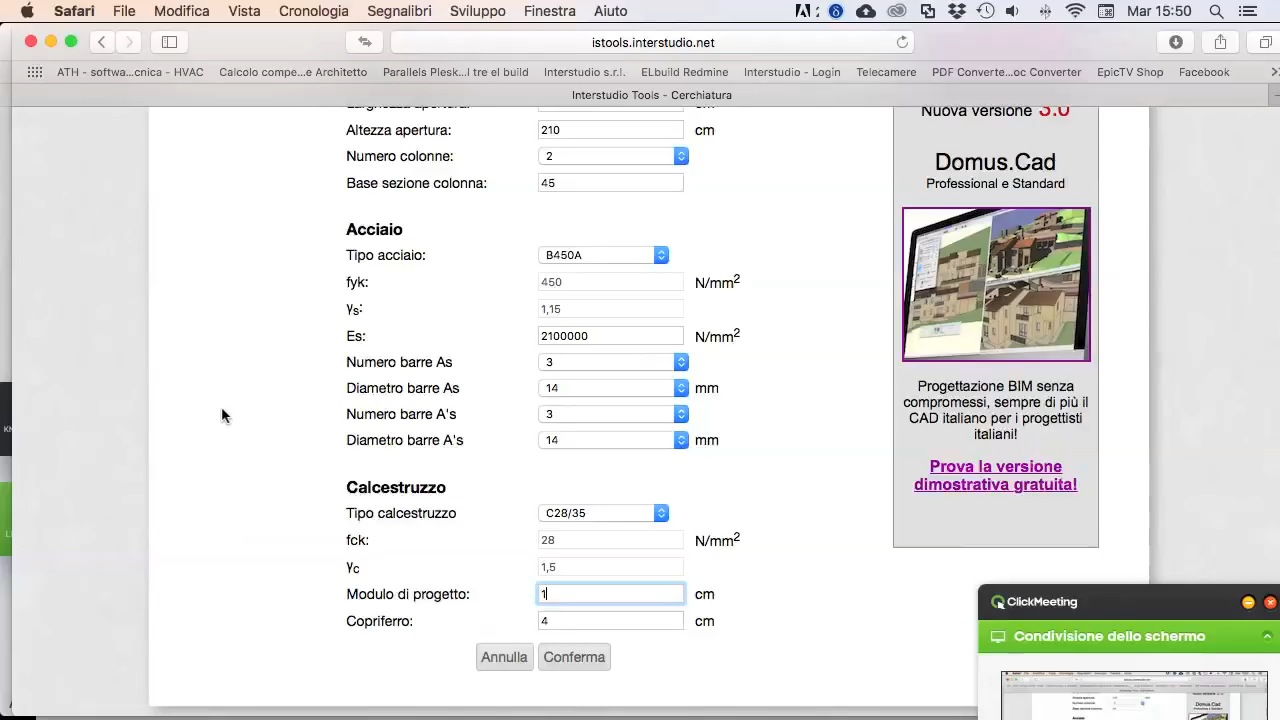 Safari File Modifica Vista Cronologia Segnalibri Sviluppo Finestra Aiuto Mar 15:50
istools.interstudio.net
ATH - softwa...cnica - HVAC Calcolo compe...e Architetto Parallels Plesk...l tre el build Interstudio s.r.l. ELbuild Redmine Interstudio - Login Telecamere PDF Converte...oc Converter EpicTV Shop Facebook
Interstudio Tools - Cerchiatura
Larghezza apertura: cm
Altezza apertura: 210 cm
Numero colonne: 2
Base sezione colonna: 45
Acciaio
Tipo acciaio: B450A
fyk: 450 N/mm2
γs: 1,15
Es: 2100000 N/mm2
Numero barre As 3
Diametro barre As 14 mm
Numero barre A's 3
Diametro barre A's 14 mm
Calcestruzzo
Tipo calcestruzzo C28/35
fck: 28 N/mm2
γc 1,5
Modulo di progetto: 1 cm
Copriferro: 4 cm
Annulla Conferma
Nuova versione 3.0
Domus.Cad
Professional e Standard
Progettazione BIM senza
compromessi, sempre di più il
CAD italiano per i progettisti
italiani!
Prova la versione
dimostrativa gratuita!
ClickMeeting
Condivisione dello schermo